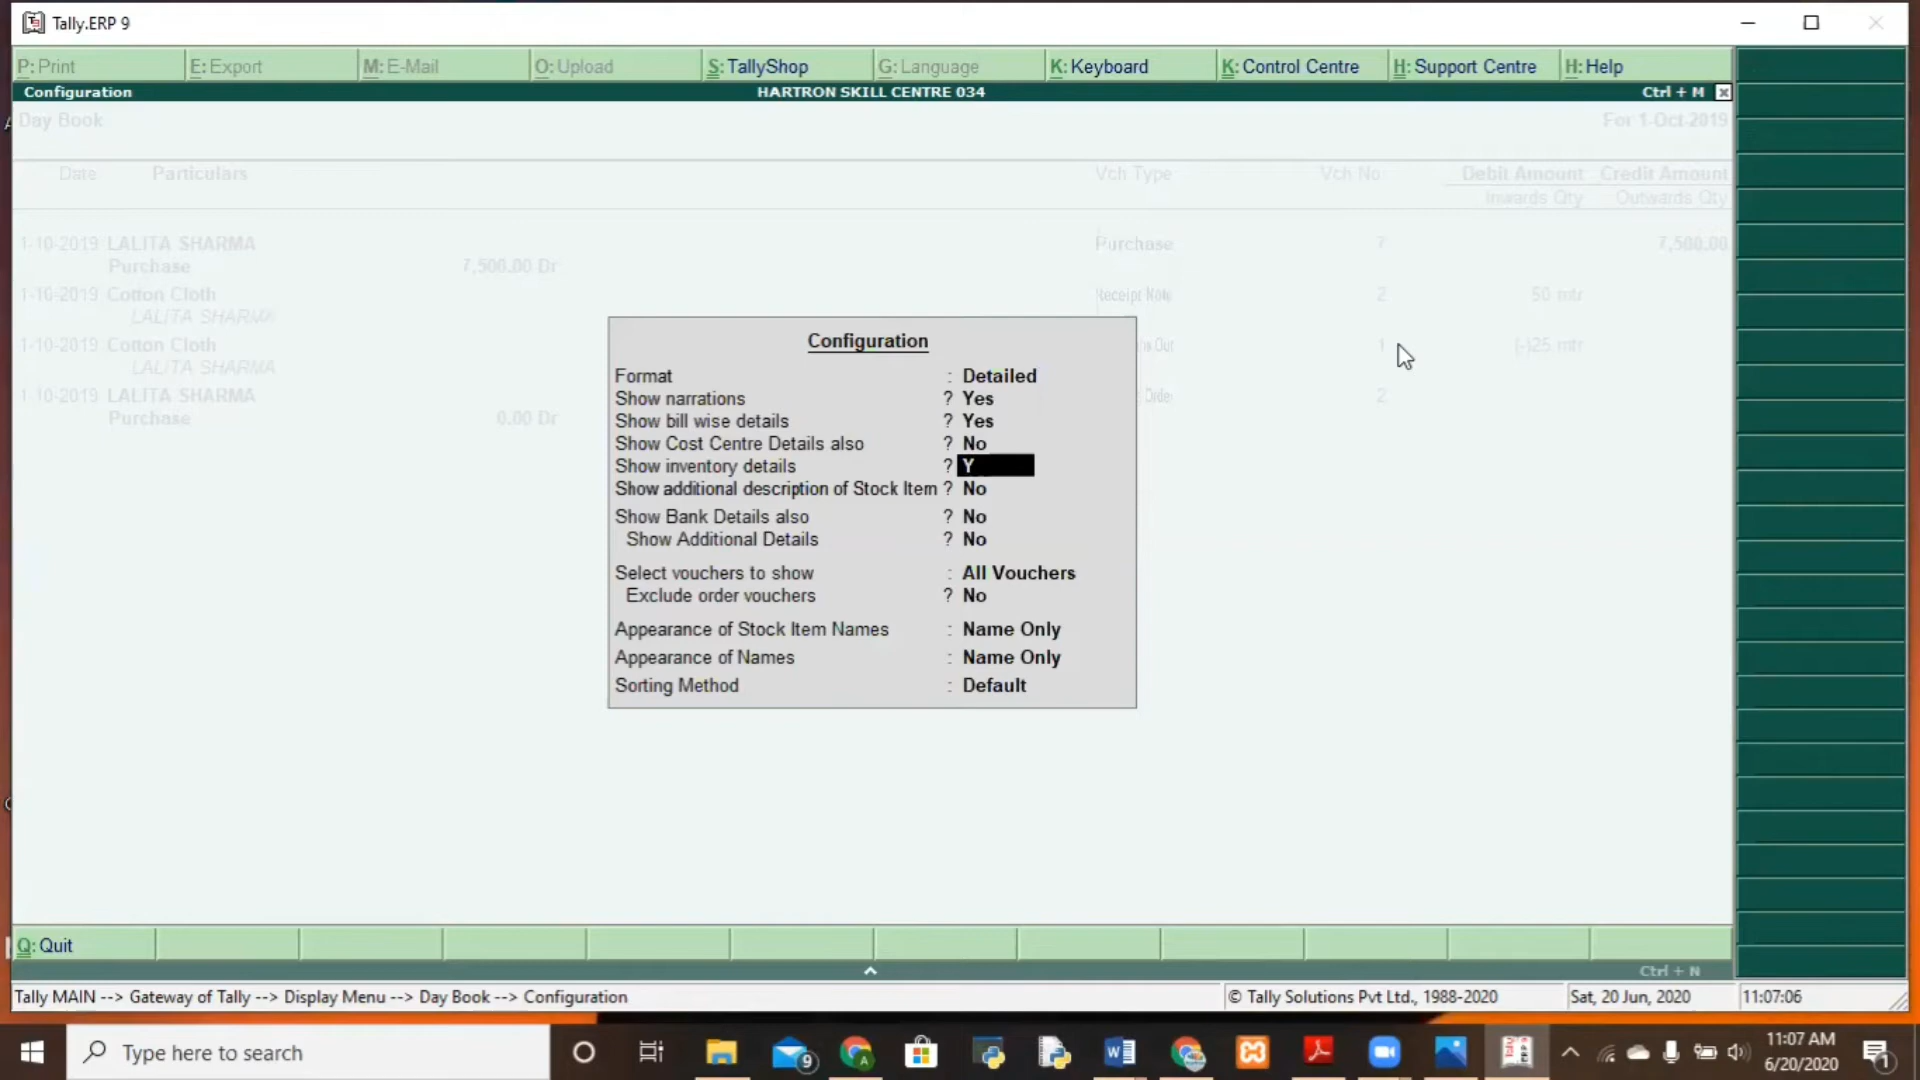 Tally.ERP 9
P: Print E: Export M: E-Mail O: Upload S: TallyShop G: Language K: Keyboard K: Control Centre H: Support Centre H: Help
Configuration HARTRON SKILL CENTRE 034 Ctrl + M
Day Book For 1-Oct-2019
Date Particulars Vch Type Vch No. Debit Amount Credit Amount
Inwards Qty Outwards Qty
1-10-2019 LALITA SHARMA Purchase 7 7,500.00
Purchase 7,500.00 Dr
1-10-2019 Cotton Cloth Receipt Note 2 50 mtr
LALITA SHARMA
1-10-2019 Cotton Cloth Out 1 (-)25 mtr
LALITA SHARMA
1-10-2019 LALITA SHARMA Order 2
Purchase 0.00 Dr
Configuration
Format : Detailed
Show narrations ? Yes
Show bill wise details ? Yes
Show Cost Centre Details also ? No
Show inventory details ? Y
Show additional description of Stock Item ? No
Show Bank Details also ? No
Show Additional Details ? No
Select vouchers to show : All Vouchers
Exclude order vouchers ? No
Appearance of Stock Item Names : Name Only
Appearance of Names : Name Only
Sorting Method : Default
Q: Quit
Ctrl + N
Tally MAIN --> Gateway of Tally --> Display Menu --> Day Book --> Configuration © Tally Solutions Pvt Ltd., 1988-2020 Sat, 20 Jun, 2020 11:07:06
Type here to search 9 A 11:07 AM
6/20/2020 1